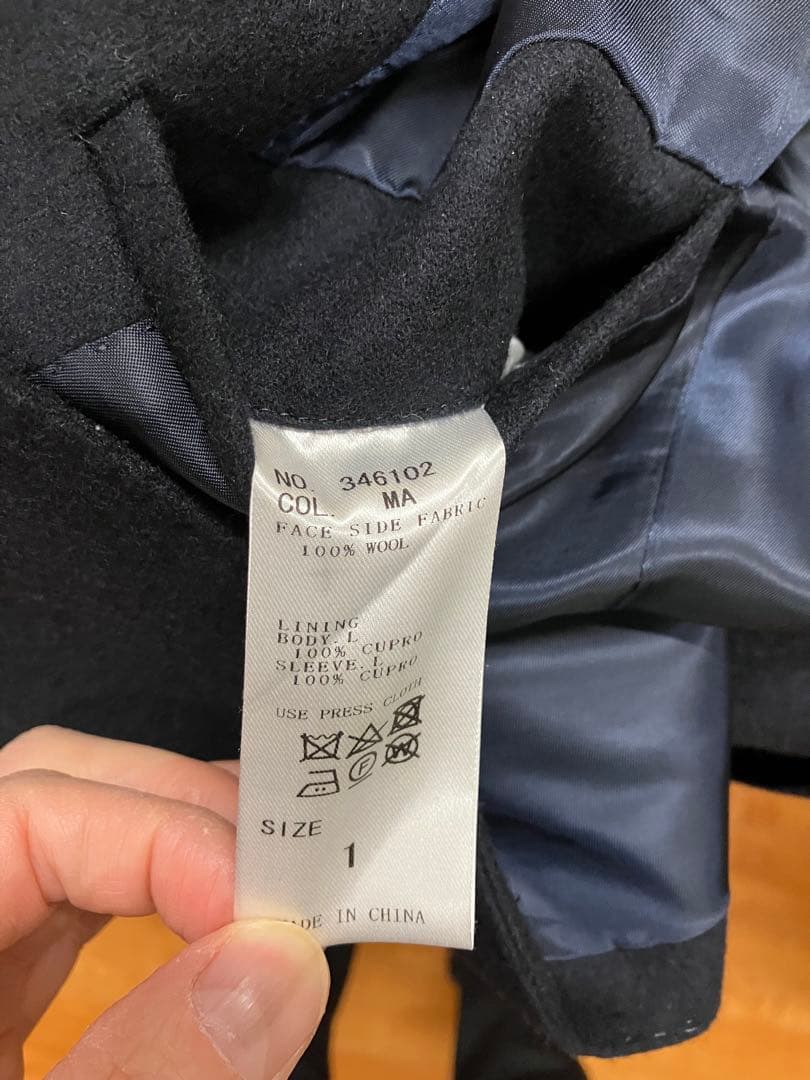 NO. 346102
COL. MA
FACE SIDE FABRIC
100% WOOL
LINING
BODY.L
100% CUPRO
SLEEVE.L
100% CUPRO
USE PRESS CLOTH
F W
SIZE
1
IN CHINA